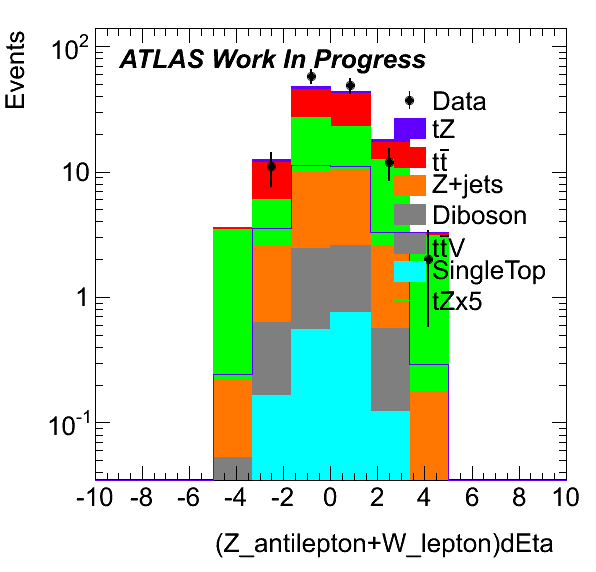 Events
10²
10
1
10⁻¹
ATLAS Work In Progress
Data
tZ
tt̄
Z+jets
Diboson
tt̄V
SingleTop
tZx5
-10 -8 -6 -4 -2 0 2 4 6 8 10
(Z_antilepton+W_lepton)dEta